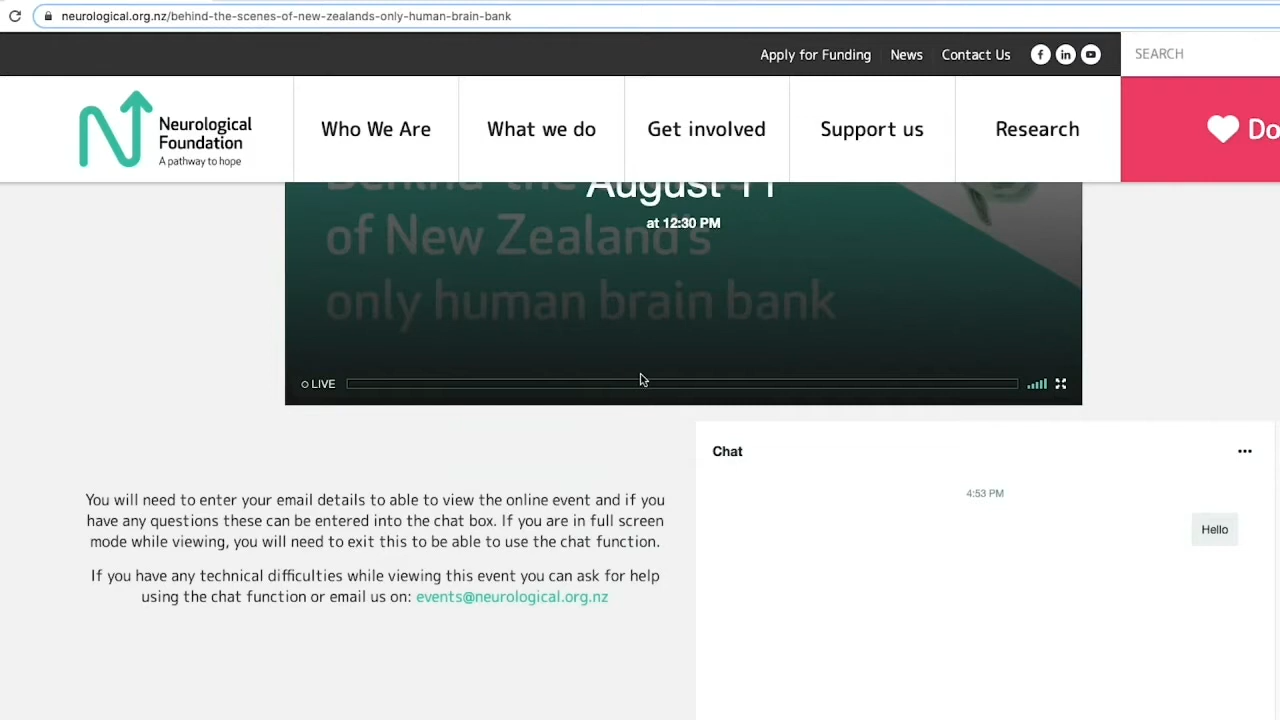 neurological.org.nz/behind-the-scenes-of-new-zealands-only-human-brain-bank
Apply for Funding News Contact Us
SEARCH
Neurological
Foundation
A pathway to hope
Who We Are What we do Get involved Support us Research
Do
August 11
at 12:30 PM
Behind the
of New Zealand's
only human brain bank
LIVE
You will need to enter your email details to able to view the online event and if you
have any questions these can be entered into the chat box. If you are in full screen
mode while viewing, you will need to exit this to be able to use the chat function.
If you have any technical difficulties while viewing this event you can ask for help
using the chat function or email us on: events@neurological.org.nz
Chat
4:53 PM
Hello